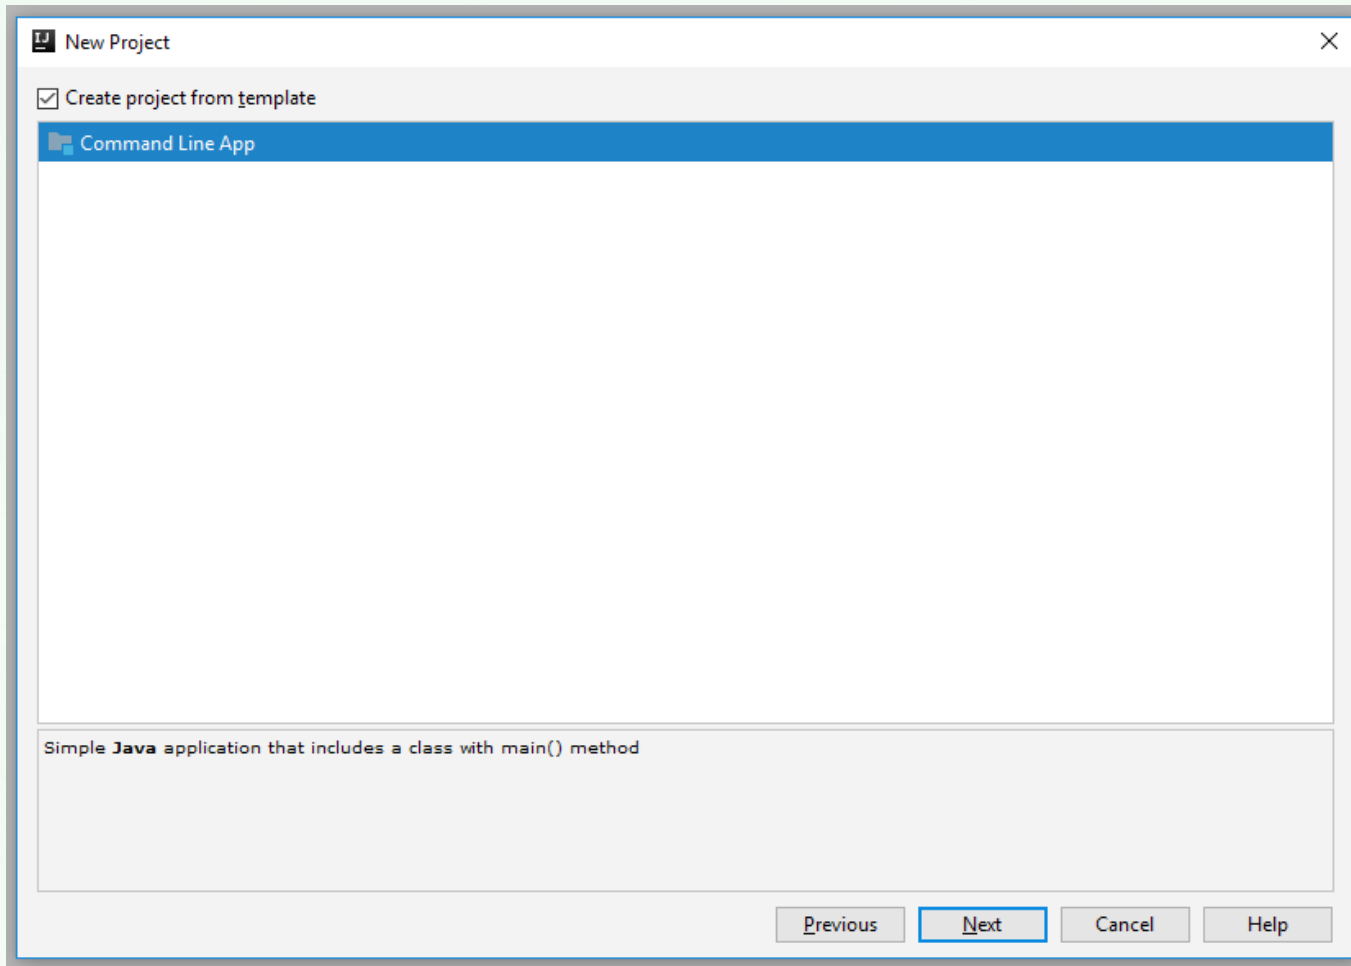 IJ New Project
Create project from template
Command Line App
Simple Java application that includes a class with main() method
Previous Next Cancel Help